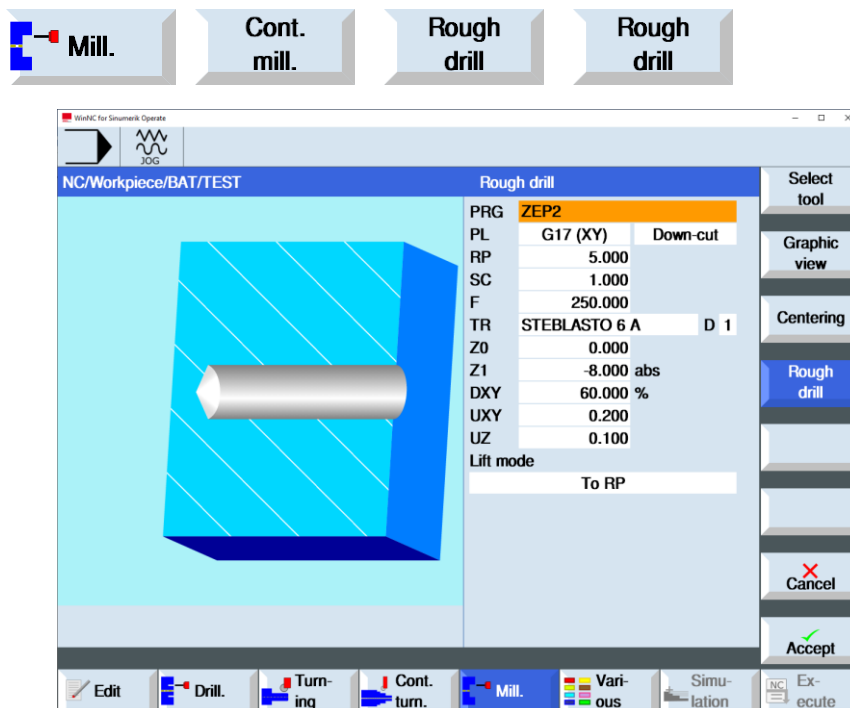 Mill.
Cont.
mill.
Rough
drill
Rough
drill
WinNC for Sinumerik Operate
JOG
NC/Workpiece/BAT/TEST
Rough drill
PRG ZEP2
PL G17 (XY) Down-cut
RP 5.000
SC 1.000
F 250.000
TR STEBLASTO 6 A D 1
Z0 0.000
Z1 -8.000 abs
DXY 60.000 %
UXY 0.200
UZ 0.100
Lift mode
To RP
Select
tool
Graphic
view
Centering
Rough
drill
Cancel
Accept
Edit
Drill.
Turn-
ing
Cont.
turn.
Mill.
Vari-
ous
Simu-
lation
NC
Ex-
ecute